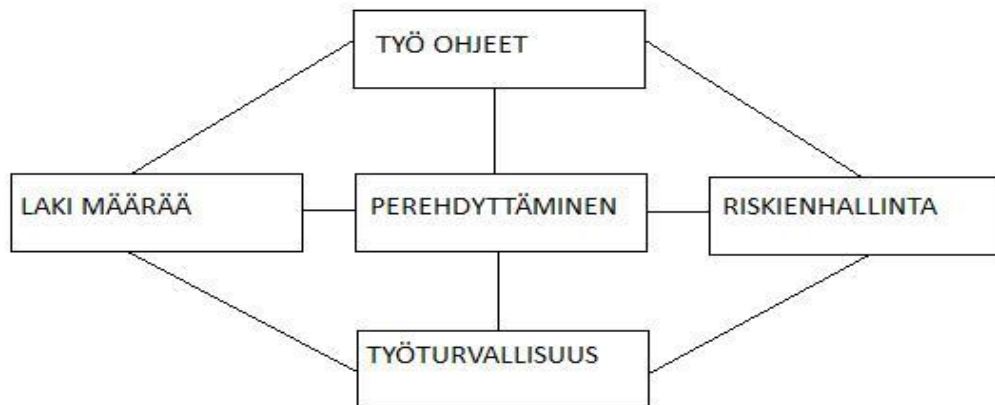 TYÖ OHJEET
LAKI MÄÄRÄÄ
PEREHDYTTÄMINEN
RISKIENHALLINTA
TYÖTURVALLISUUS